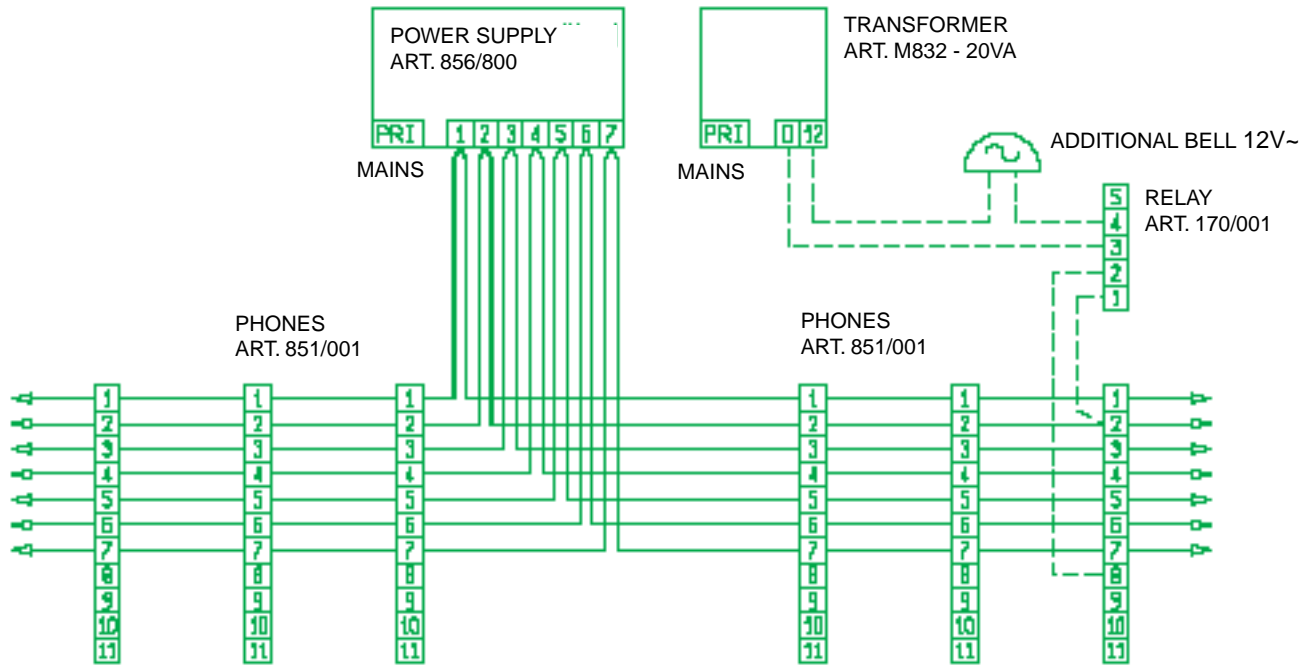 POWER SUPPLY
ART. 856/800
PRI 1 2 3 4 5 6 7
MAINS
TRANSFORMER
ART. M832 - 20VA
PRI 0 12
MAINS
ADDITIONAL BELL 12V~
RELAY
ART. 170/001
5
4
3
2
1
PHONES
ART. 851/001
PHONES
ART. 851/001
1 1 1 1 1 1
2 2 2 2 2 2
3 3 3 3 3 3
4 4 4 4 4 4
5 5 5 5 5 5
6 6 6 6 6 6
7 7 7 7 7 7
8 8 8 8 8 8
9 9 9 9 9 9
10 10 10 10 10 10
11 11 11 11 11 11